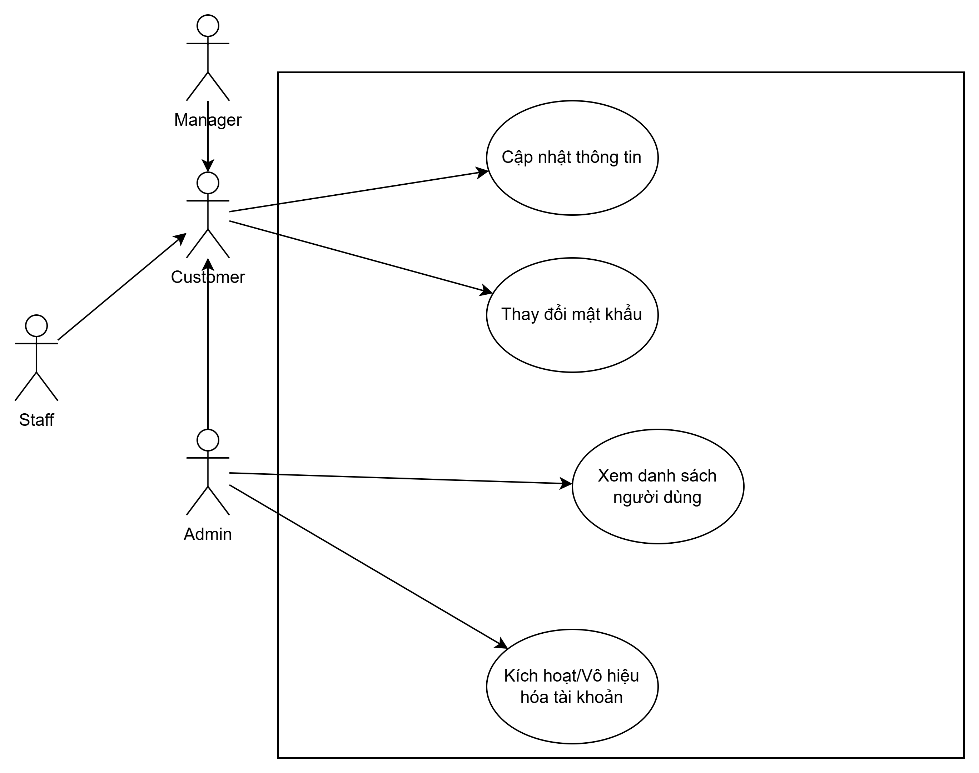 Manager
Cập nhật thông tin
Customer
Thay đổi mật khẩu
Staff
Xem danh sách
người dùng
Admin
Kích hoạt/Vô hiệu
hóa tài khoản